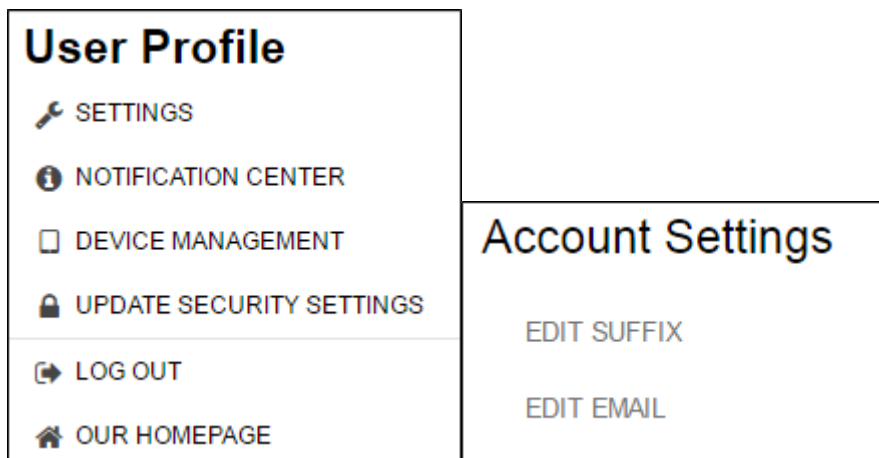 User Profile
SETTINGS
NOTIFICATION CENTER
DEVICE MANAGEMENT
UPDATE SECURITY SETTINGS
LOG OUT
OUR HOMEPAGE
Account Settings
EDIT SUFFIX
EDIT EMAIL